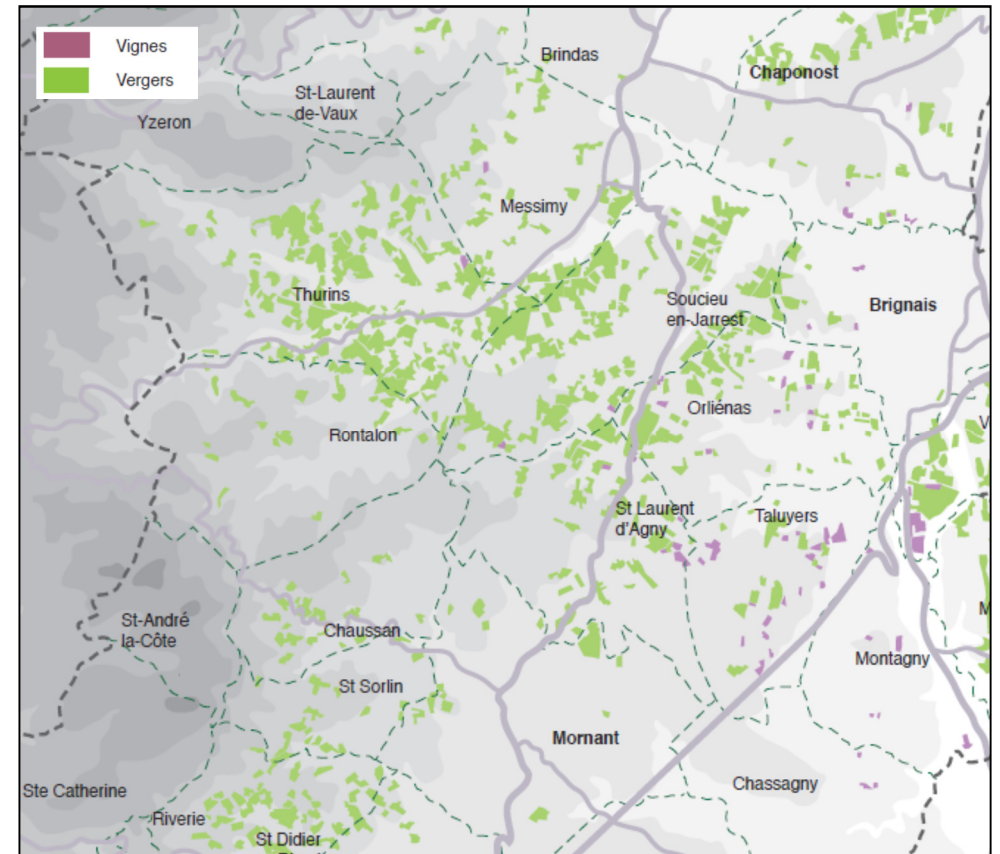 Vignes
Vergers
Brindas
Chaponost
St-Laurent
de-Vaux
Yzeron
Messimy
Thurins
Soucieu
en-Jarrest
Brignais
Orliénas
Rontalon
St Laurent
d'Agny
Taluyers
St-André
la-Côte
Chaussan
Montagny
St Sorlin
Mornant
Chassagny
Ste Catherine
Riverie
St Didier
V
M